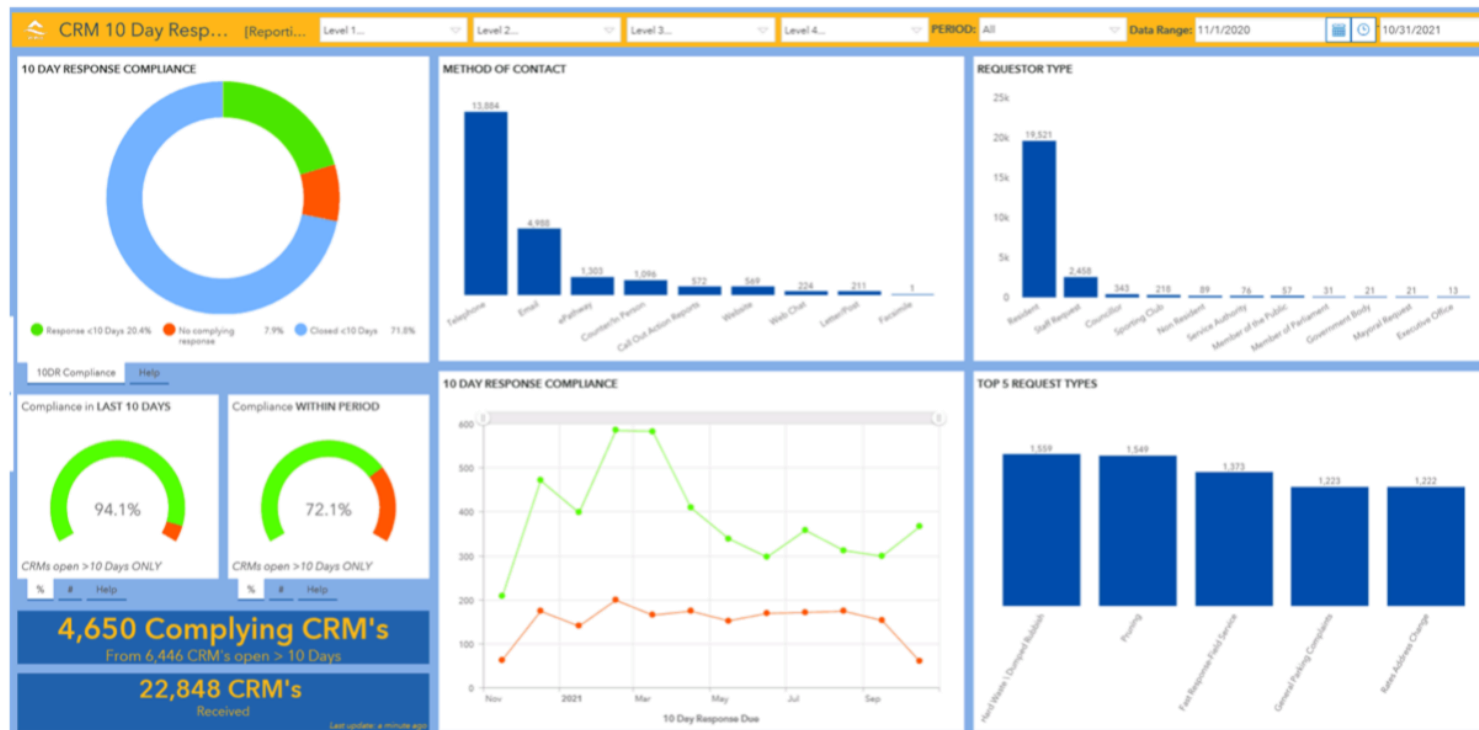 CRM 10 Day Resp... [Reporti... Level 1... Level 2... Level 3... Level 4... PERIOD: All Data Range: 11/1/2020 10/31/2021
10 DAY RESPONSE COMPLIANCE
Response <10 Days 20.4% No complying 7.9% Closed <10 Days 71.8%
response
10DR Compliance Help
METHOD OF CONTACT
13,884
4,988
1,303
1,096
572
569
224
211
1
Telephone
Email
ePathway
Counter/In Person
Call Out Action Reports
Website
Web Chat
Letter/Post
Facsimile
REQUESTOR TYPE
25k
20k
15k
10k
5k
0
19,521
2,458
343
218
89
76
57
31
21
21
13
Resident
Staff Request
Councillor
Sporting Club
Non Resident
Service Authority
Member of the Public
Member of Parliament
Government Body
Mayoral Request
Executive Office
Compliance in LAST 10 DAYS
94.1%
CRMs open >10 Days ONLY
% # Help
Compliance WITHIN PERIOD
72.1%
CRMs open >10 Days ONLY
% # Help
4,650 Complying CRM's
From 6,446 CRM's open > 10 Days
22,848 CRM's
Received
Last update: a minute ago
10 DAY RESPONSE COMPLIANCE
600
500
400
300
200
100
0
Nov 2021 Mar May Jul Sep
10 Day Response Due
TOP 5 REQUEST TYPES
1,559
1,549
1,373
1,223
1,222
Hard Waste \ Dumped Rubbish
Pruning
Fast Response Field Service
General Parking Complaints
Rates Address Change